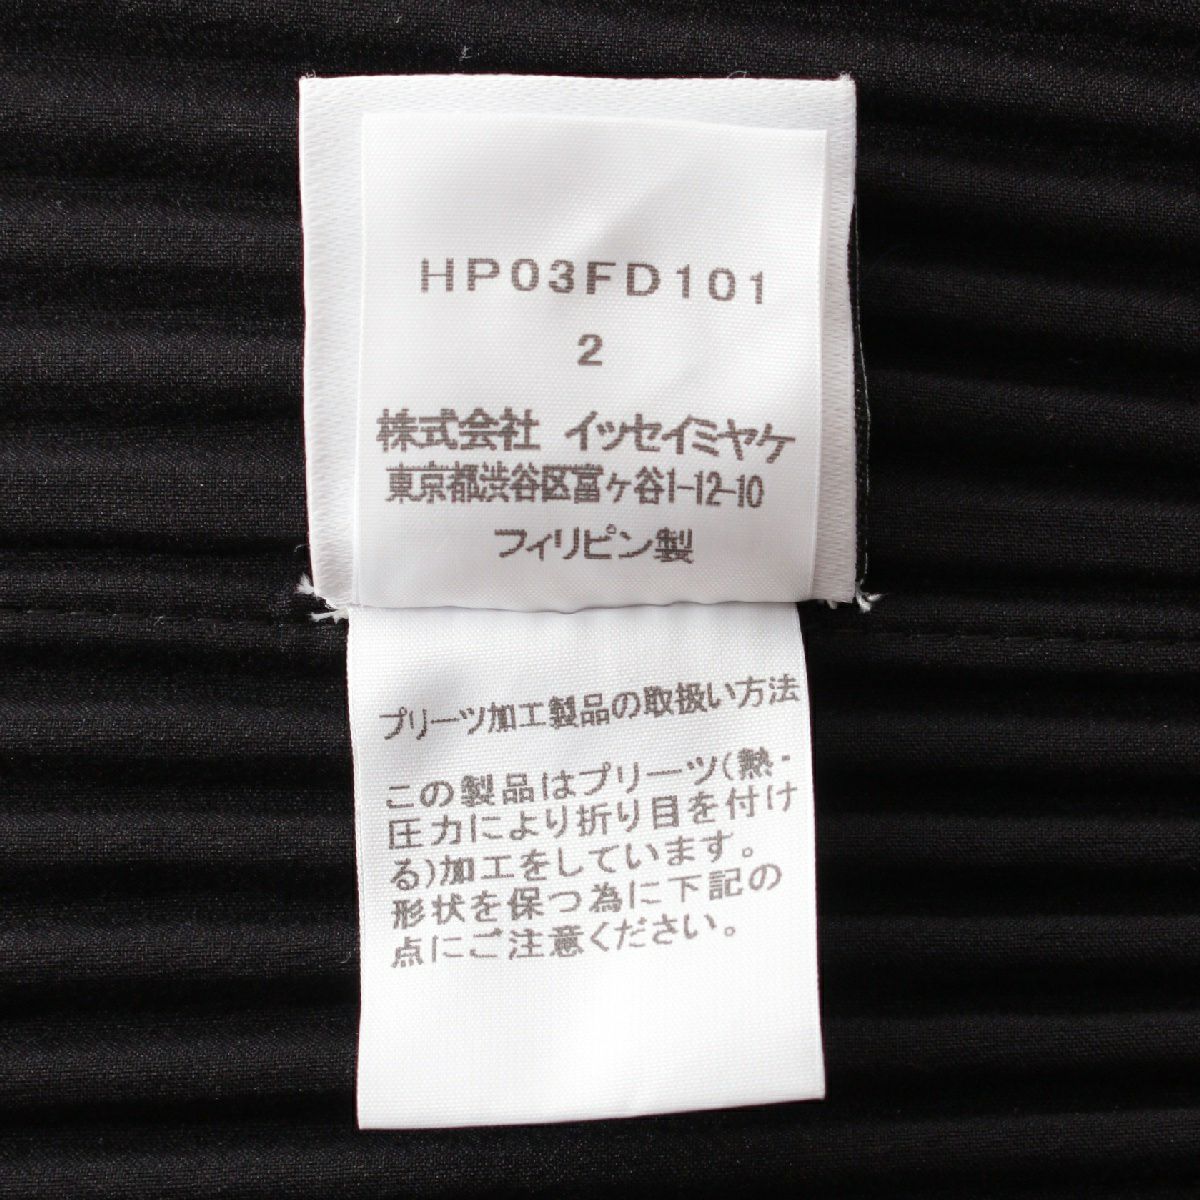 HP03FD101
2
株式会社 イッセイミヤケ
東京都渋谷区富ヶ谷1-12-10
フィリピン製
プリーツ加工製品の取扱い方法
この製品はプリーツ(熱・
圧力により折り目を付け
る)加工をしています。
形状を保つ為に下記の
点にご注意ください。